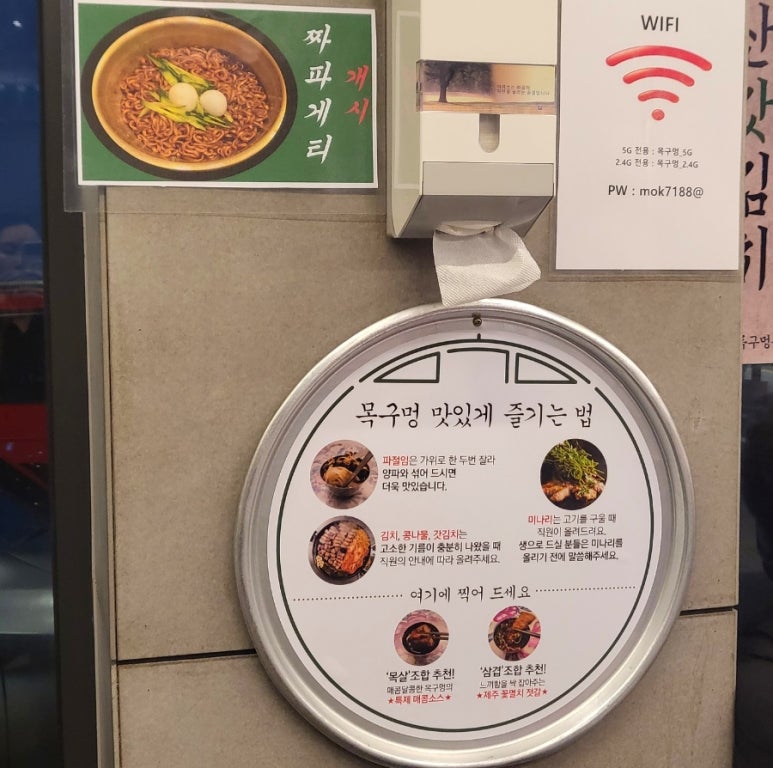 짜파게티
개시
WIFI
5G 전용 : 목구멍_5G
2.4G 전용 : 목구멍_2.4G
PW : mok7188@
목구멍 맛있게 즐기는 법
파절임은 가위로 한 두번 잘라
양파와 섞어 드시면
더욱 맛있습니다.
김치, 콩나물, 갓김치는
고소한 기름이 충분히 나왔을 때
직원의 안내에 따라 올려주세요.
미나리는 고기를 구울 때
직원이 올려드려요.
생으로 드실 분들은 미나리를
올리기 전에 말씀해주세요.
여기에 찍어 드세요
'목살'조합 추천!
매콤달콤한 목구멍의
★특제 매콤소스★
'삼겹'조합 추천!
느끼함을 싹 잡아주는
★제주 꽃멸치 젓갈★
갓김치
목구멍